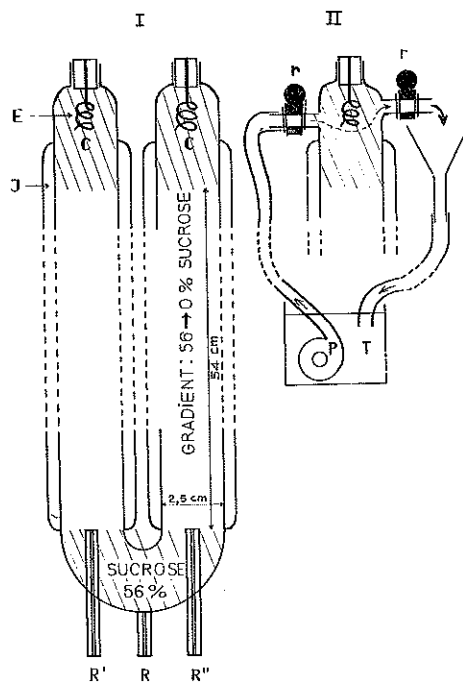 I
II
r
r
E
J
GRADIENT: 56→0% SUCROSE
54 cm
P
T
2,5 cm
SUCROSE
56%
R'
R
R"